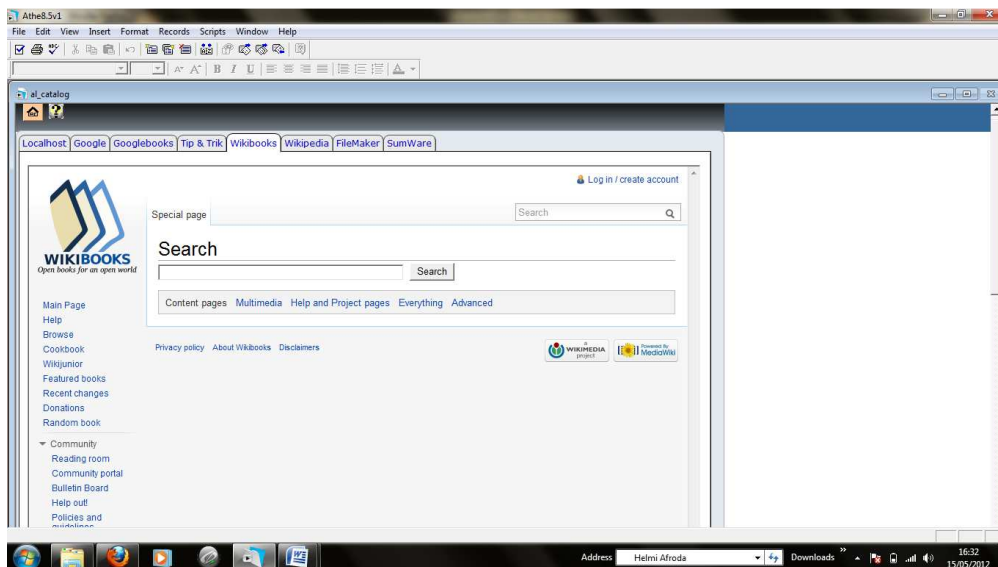 Athe8.5v1
File Edit View Insert Format Records Scripts Window Help
B I U A
al_catalog
Localhost Google Googlebooks Tip & Trik Wikibooks Wikipedia FileMaker SumWare
Log in / create account
Special page Search
WIKIBOOKS
Open books for an open world
Search
Search
Content pages Multimedia Help and Project pages Everything Advanced
Privacy policy About Wikibooks Disclaimers
a WIKIMEDIA project
Powered By MediaWiki
Main Page
Help
Browse
Cookbook
Wikijunior
Featured books
Recent changes
Donations
Random book
Community
Reading room
Community portal
Bulletin Board
Help out!
Policies and
guidelines
Address Helmi Afroda Downloads 16:32
15/05/2012